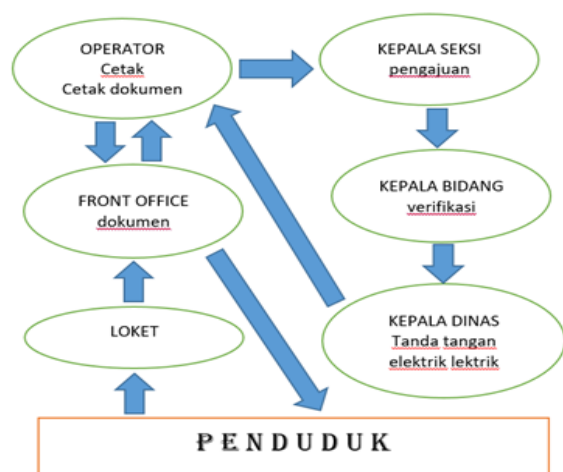 OPERATOR
Cetak
Cetak dokumen
KEPALA SEKSI
pengajuan
FRONT OFFICE
dokumen
KEPALA BIDANG
verifikasi
LOKET
KEPALA DINAS
Tanda tangan
elektrik lektrik
PENDUDUK